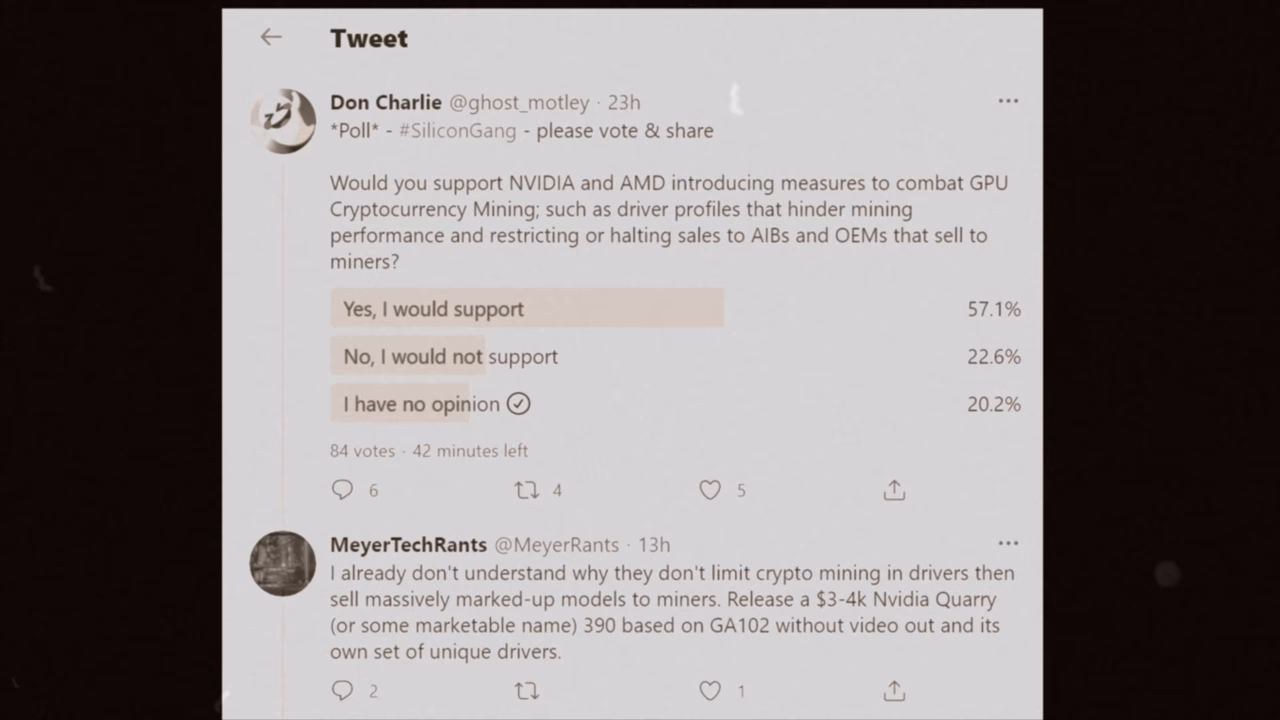 Tweet
Don Charlie @ghost_motley · 23h
*Poll* - #SiliconGang - please vote & share
Would you support NVIDIA and AMD introducing measures to combat GPU
Cryptocurrency Mining; such as driver profiles that hinder mining
performance and restricting or halting sales to AIBs and OEMs that sell to
miners?
Yes, I would support 57.1%
No, I would not support 22.6%
I have no opinion 20.2%
84 votes · 42 minutes left
6 4 5
MeyerTechRants @MeyerRants · 13h
I already don't understand why they don't limit crypto mining in drivers then
sell massively marked-up models to miners. Release a $3-4k Nvidia Quarry
(or some marketable name) 390 based on GA102 without video out and its
own set of unique drivers.
2 1